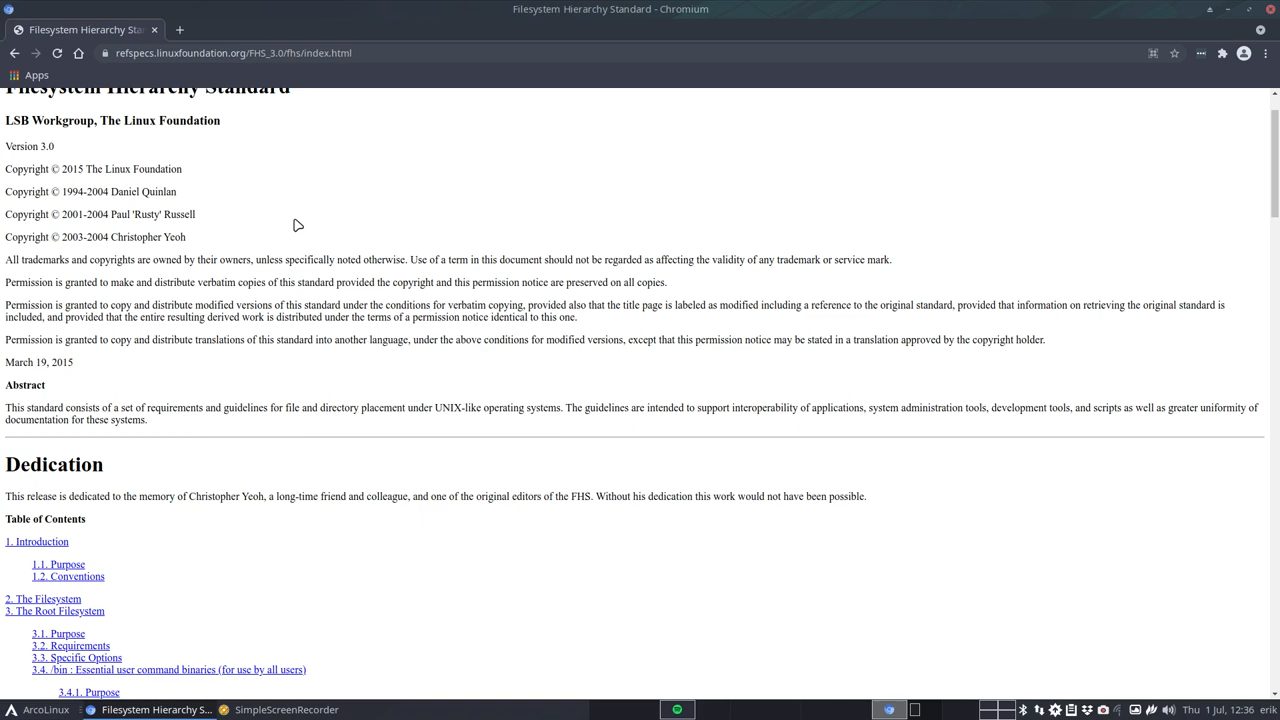 Filesystem Hierarchy Standard - Chromium
Filesystem Hierarchy Sta
refspecs.linuxfoundation.org/FHS_3.0/fhs/index.html
Apps
Filesystem Hierarchy Standard
LSB Workgroup, The Linux Foundation
Version 3.0
Copyright © 2015 The Linux Foundation
Copyright © 1994-2004 Daniel Quinlan
Copyright © 2001-2004 Paul 'Rusty' Russell
Copyright © 2003-2004 Christopher Yeoh
All trademarks and copyrights are owned by their owners, unless specifically noted otherwise. Use of a term in this document should not be regarded as affecting the validity of any trademark or service mark.
Permission is granted to make and distribute verbatim copies of this standard provided the copyright and this permission notice are preserved on all copies.
Permission is granted to copy and distribute modified versions of this standard under the conditions for verbatim copying, provided also that the title page is labeled as modified including a reference to the original standard, provided that information on retrieving the original standard is
included, and provided that the entire resulting derived work is distributed under the terms of a permission notice identical to this one.
Permission is granted to copy and distribute translations of this standard into another language, under the above conditions for modified versions, except that this permission notice may be stated in a translation approved by the copyright holder.
March 19, 2015
Abstract
This standard consists of a set of requirements and guidelines for file and directory placement under UNIX-like operating systems. The guidelines are intended to support interoperability of applications, system administration tools, development tools, and scripts as well as greater uniformity of
documentation for these systems.
Dedication
This release is dedicated to the memory of Christopher Yeoh, a long-time friend and colleague, and one of the original editors of the FHS. Without his dedication this work would not have been possible.
Table of Contents
1. Introduction
1.1. Purpose
1.2. Conventions
2. The Filesystem
3. The Root Filesystem
3.1. Purpose
3.2. Requirements
3.3. Specific Options
3.4. /bin : Essential user command binaries (for use by all users)
3.4.1. Purpose
ArcoLinux
Filesystem Hierarchy S...
SimpleScreenRecorder
Thu 1 Jul, 12:36 erik